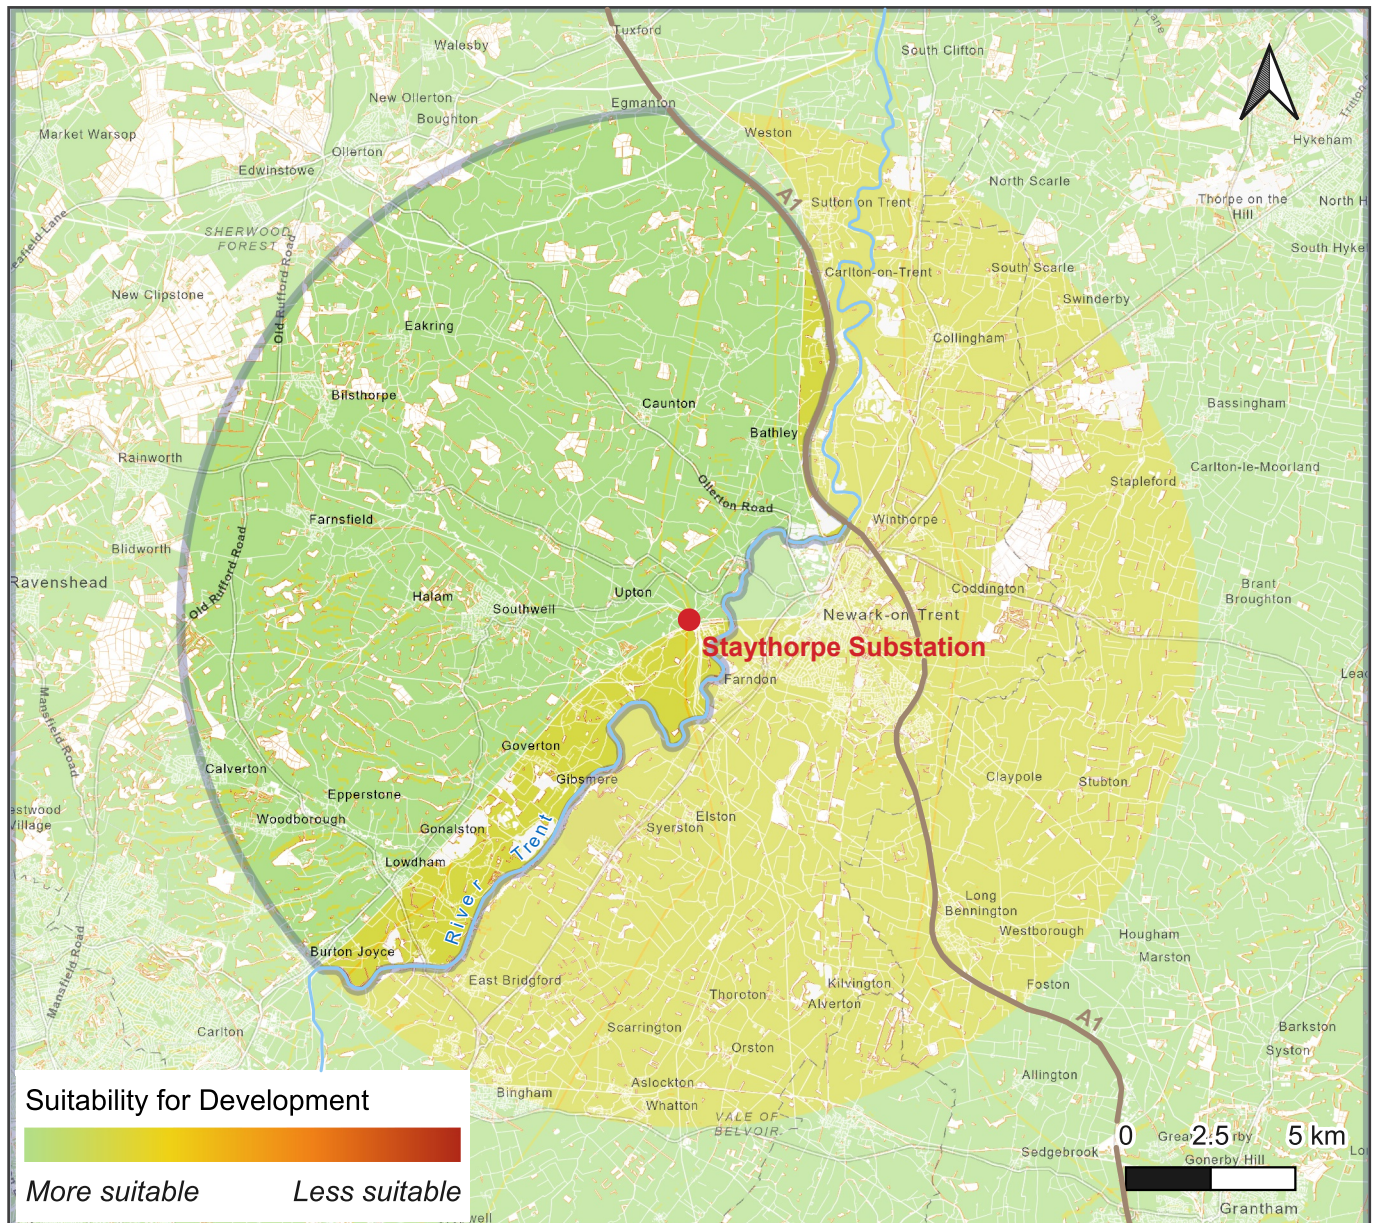 Tuxford
Walesby
South Clifton
New Ollerton
Boughton
Egmanton
Weston
Market Warsop
Ollerton
Edwinstowe
Hykeham
North Scarle
Sutton on Trent
A1
Thorpe on the
Hill
North H
SHERWOOD
FOREST
South Hykel
Old Rufford Road
Carlton-on-Trent
South Scarle
New Clipstone
Swinderby
Eakring
Collingham
Bilsthorpe
Caunton
Bassingham
Bathley
Rainworth
Carlton-le-Moorland
Stapleford
Ollerton Road
Farnsfield
Winthorpe
Blidworth
Old Rufford Road
Ravenshead
Halam
Upton
Southwell
Coddington
Brant
Broughton
Newark-on Trent
Staythorpe Substation
Farndon
Mansfield Road
Goverton
Calverton
Gibsmere
Claypole
Stubton
Epperstone
Woodborough
Gonalston
Elston
Syerston
River Trent
Lowdham
Long
Bennington
Westborough
Hougham
Marston
Burton Joyce
Mansfield Road
East Bridgford
Thoroton
Kilvington
Alverton
Foston
A1
Carlton
Scarrington
Orston
Barkston
Syston
Allington
Aslockton
Whatton
Bingham
VALE OF
BELVOIR
Sedgebrook
Gonerby Hill
Grantham
0 2.5 5 km
Suitability for Development
More suitable Less suitable